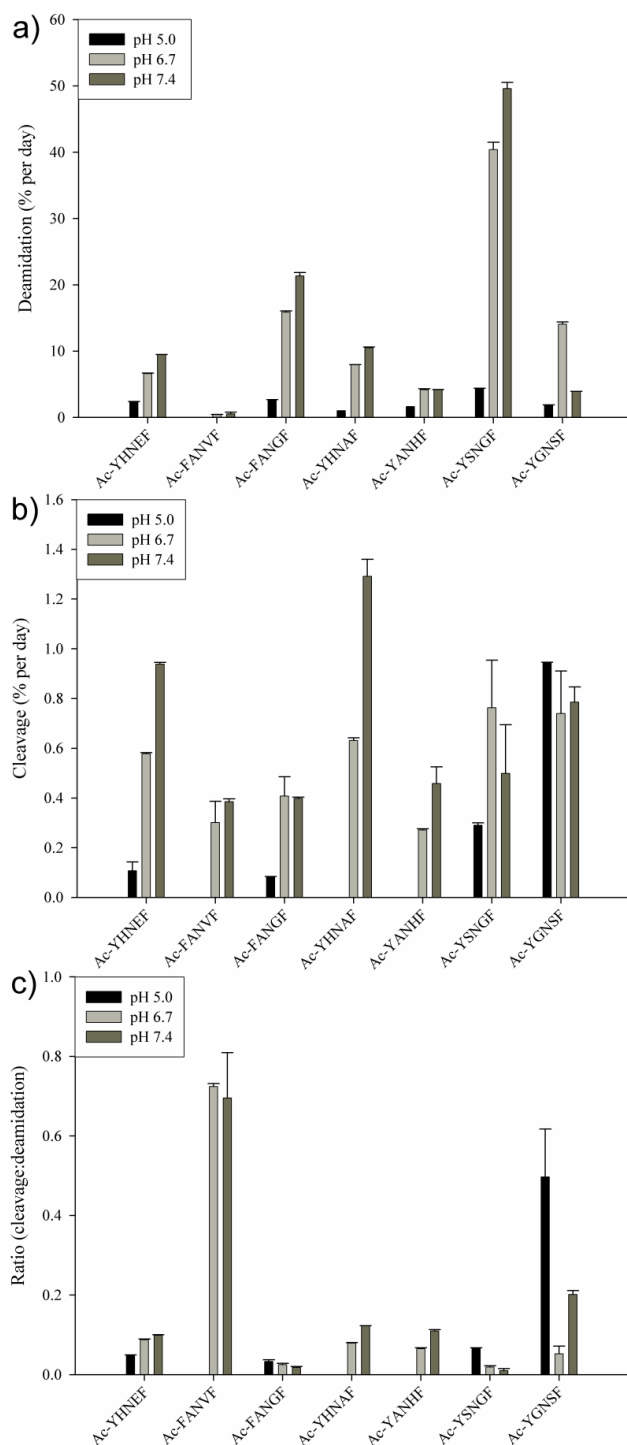 a)
60
50
40
30
20
10
0
Deamidation (% per day)
pH 5.0
pH 6.7
pH 7.4
Ac-YHNEF
Ac-FANVF
Ac-FANGF
Ac-YHNAF
Ac-YANHF
Ac-YSNGF
Ac-YGNSF
b)
1.6
1.4
1.2
1.0
0.8
0.6
0.4
0.2
0.0
Cleavage (% per day)
pH 5.0
pH 6.7
pH 7.4
Ac-YHNEF
Ac-FANVF
Ac-FANGF
Ac-YHNAF
Ac-YANHF
Ac-YSNGF
Ac-YGNSF
c)
1.0
0.8
0.6
0.4
0.2
0.0
Ratio (cleavage:deamidation)
pH 5.0
pH 6.7
pH 7.4
Ac-YHNEF
Ac-FANVF
Ac-FANGF
Ac-YHNAF
Ac-YANHF
Ac-YSNGF
Ac-YGNSF